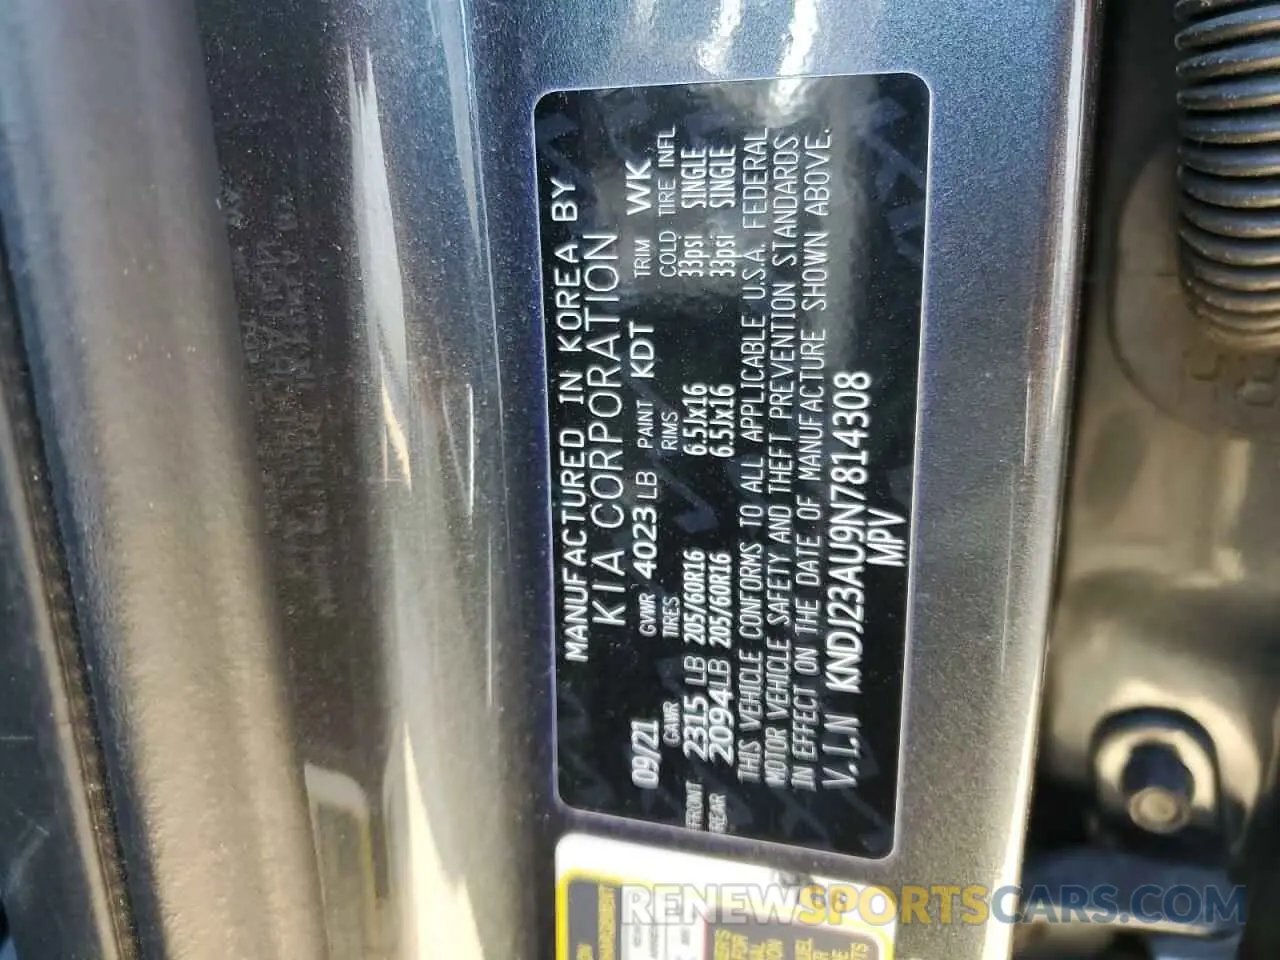 MANUFACTURED IN KOREA BY
KIA CORPORATION
09/21 GVWR 4023 LB PAINT KDT TRIM WK
GAWR TIRES RIMS COLD TIRE INFL
FRONT 2315 LB 205/60R16 6.5Jx16 33psi SINGLE
REAR 2094 LB 205/60R16 6.5Jx16 33psi SINGLE
THIS VEHICLE CONFORMS TO ALL APPLICABLE U.S.A. FEDERAL
MOTOR VEHICLE SAFETY AND THEFT PREVENTION STANDARDS
IN EFFECT ON THE DATE OF MANUFACTURE SHOWN ABOVE.
V.I.N KNDJ23AU9N7814308
MPV
RENEWSPORTSCARS.COM